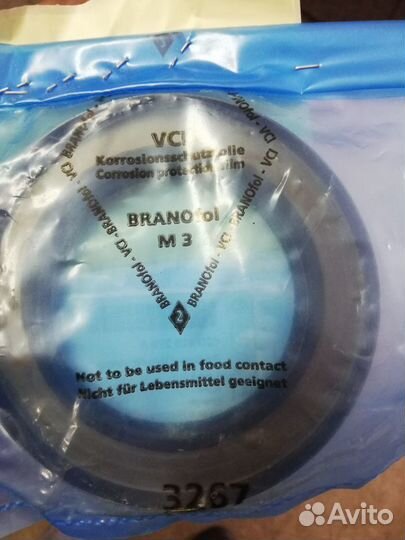 VCI
Korrosionsschutzfolie
Corrosion protection film
BRANOfol
M 3
VCI - BRANOfol - VCI - BRANOfol
BRANOfol - VCI - BRANOfol - VCI
2
Not to be used in food contact
Nicht für Lebensmittel geeignet
3267
Avito